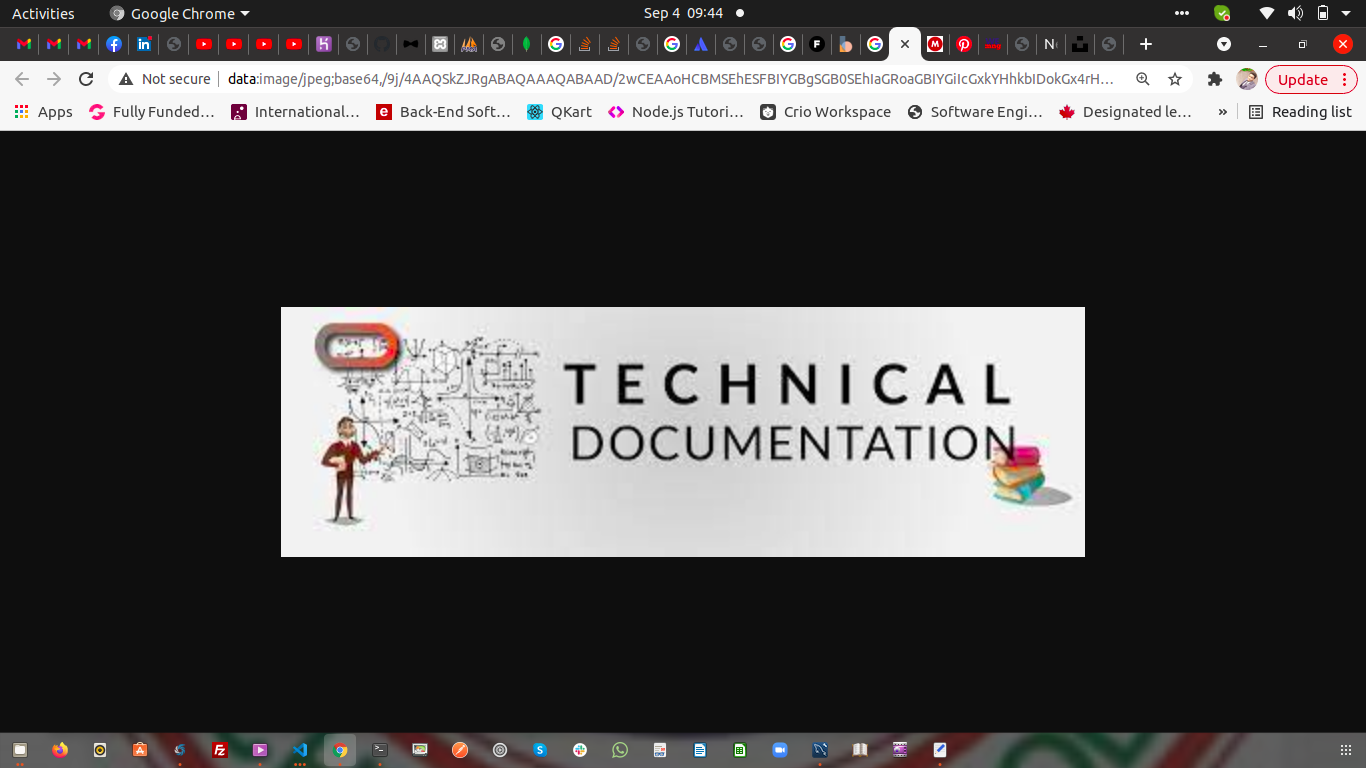 Activities
Google Chrome
Sep 4 09:44
Not secure
data:image/jpeg;base64,/9j/4AAQSkZJRgABAQAAAQABAAD/2wCEAAoHCBMSEhESFBIYGBgSGB0SEhIaGRoaGBIYGiIcGxkYHhkbIDokGx4rH…
Update
Apps
Fully Funded…
International…
Back-End Soft…
QKart
Node.js Tutori…
Crio Workspace
Software Engi…
Designated le…
»
Reading list
TECHNICAL
DOCUMENTATION